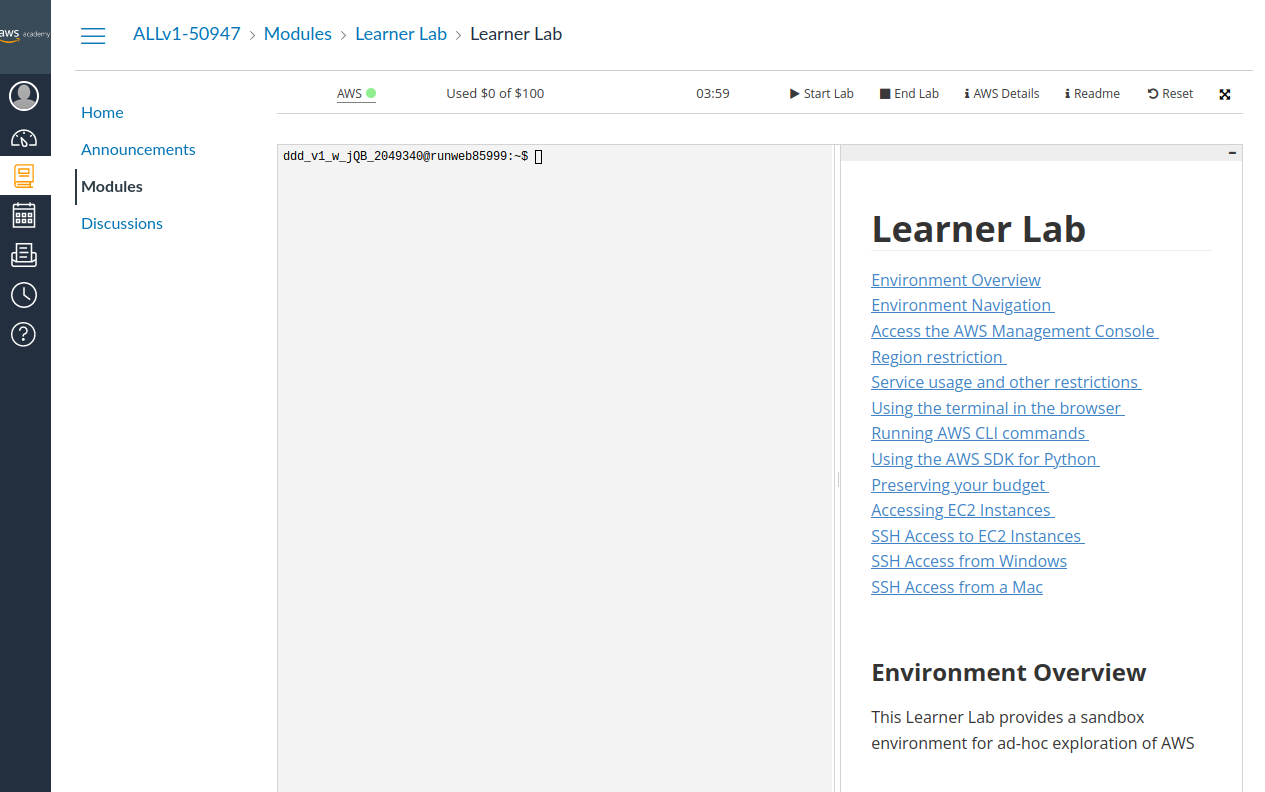 aws academy
ALLv1-50947 > Modules > Learner Lab > Learner Lab
Home
Announcements
Modules
Discussions
AWS Used $0 of $100 03:59 Start Lab End Lab AWS Details Readme Reset
ddd_v1_w_jQB_2049340@runweb85999:~$
Learner Lab
Environment Overview
Environment Navigation
Access the AWS Management Console
Region restriction
Service usage and other restrictions
Using the terminal in the browser
Running AWS CLI commands
Using the AWS SDK for Python
Preserving your budget
Accessing EC2 Instances
SSH Access to EC2 Instances
SSH Access from Windows
SSH Access from a Mac
Environment Overview
This Learner Lab provides a sandbox
environment for ad-hoc exploration of AWS